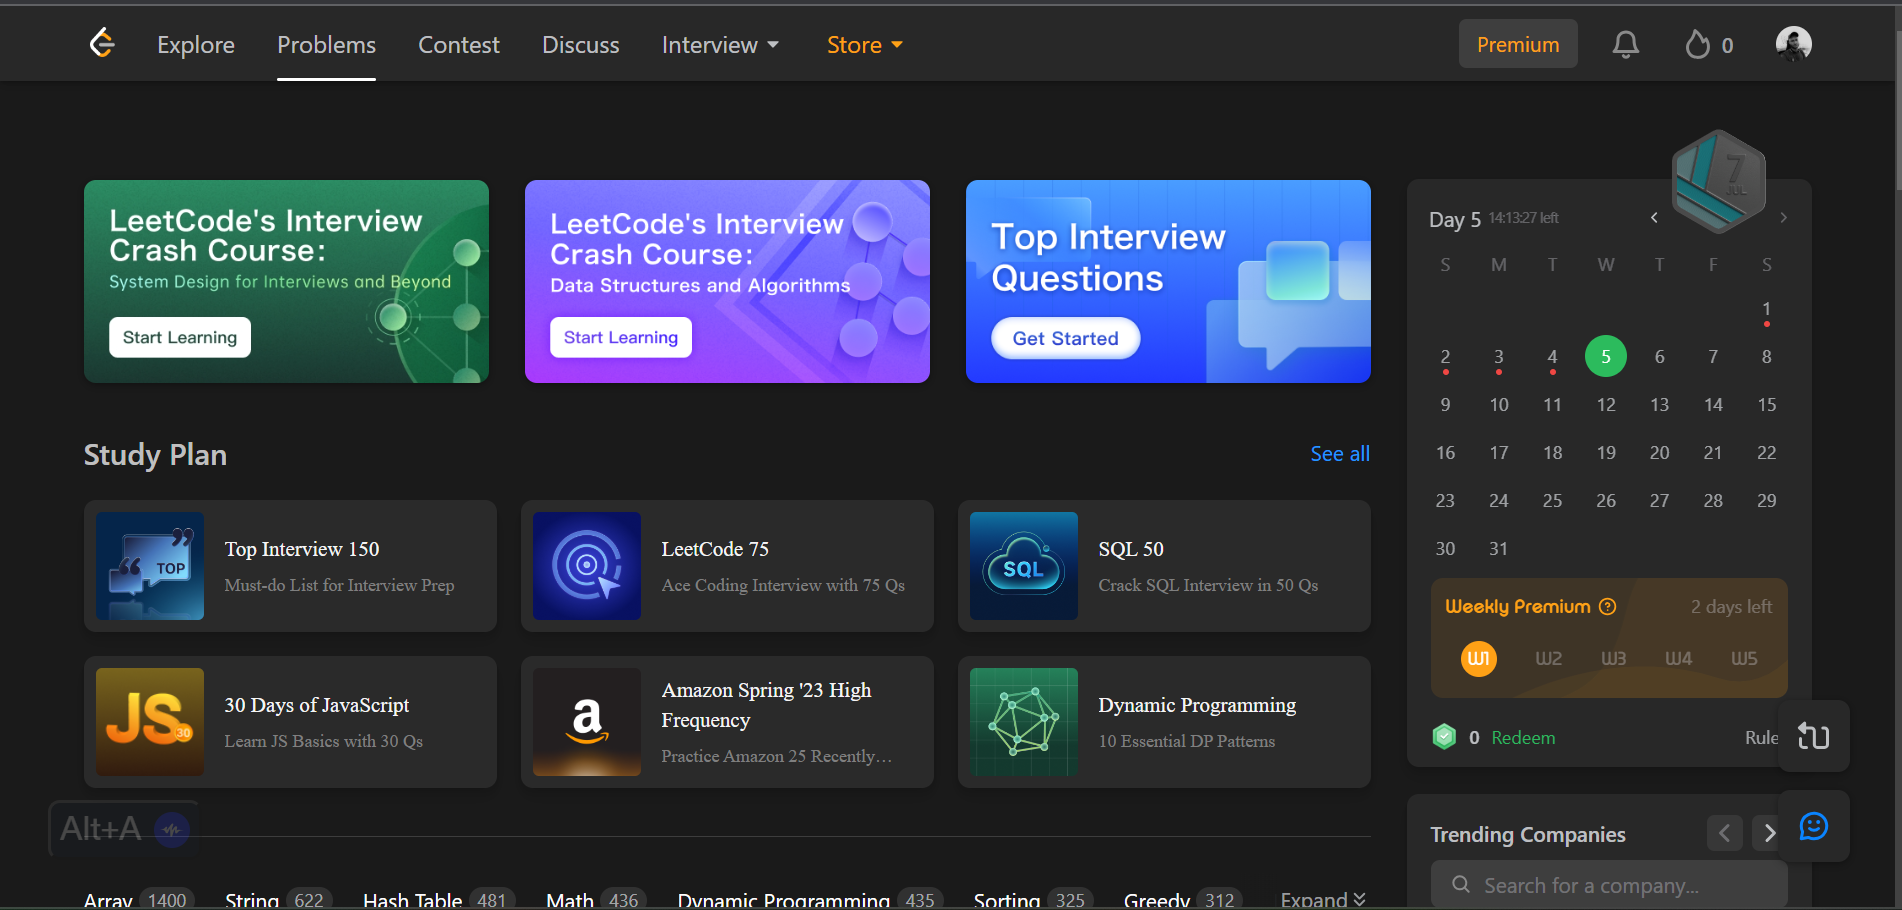 Explore Problems Contest Discuss Interview Store Premium 0
LeetCode's Interview
Crash Course:
System Design for Interviews and Beyond
Start Learning
LeetCode's Interview
Crash Course:
Data Structures and Algorithms
Start Learning
Top Interview
Questions
Get Started
Study Plan See all
TOP
Top Interview 150
Must-do List for Interview Prep
LeetCode 75
Ace Coding Interview with 75 Qs
SQL
SQL 50
Crack SQL Interview in 50 Qs
JS 30
30 Days of JavaScript
Learn JS Basics with 30 Qs
a
Amazon Spring '23 High
Frequency
Practice Amazon 25 Recently…
Dynamic Programming
10 Essential DP Patterns
Alt+A
Array 1400 String 622 Hash Table 481 Math 436 Dynamic Programming 435 Sorting 325 Greedy 312 Expand
7
JUL
Day 5 14:13:27 left
S M T W T F S
1
2 3 4 5 6 7 8
9 10 11 12 13 14 15
16 17 18 19 20 21 22
23 24 25 26 27 28 29
30 31
Weekly Premium ? 2 days left
W1 W2 W3 W4 W5
0 Redeem Rule
Trending Companies
Search for a company...